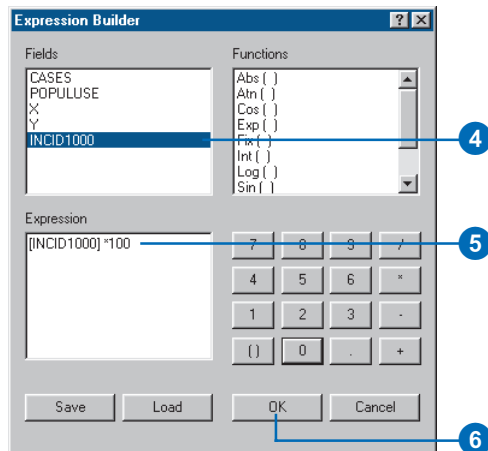 Expression Builder
Fields
CASES
POPULUSE
X
Y
INCID1000
Functions
Abs ( )
Atn ( )
Cos ( )
Exp ( )
Fix ( )
Int ( )
Log ( )
Sin ( )
4
Expression
[INCID1000] *100
5
7 8 9 /
4 5 6 *
1 2 3 -
( ) 0 . +
Save Load OK Cancel
6